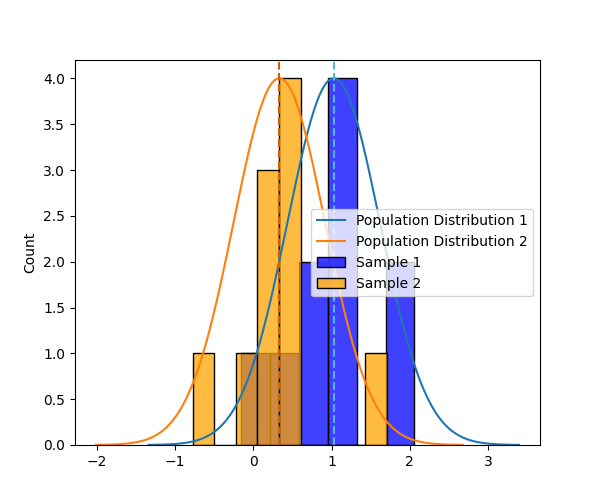 4.0
3.5
3.0
2.5
2.0
1.5
1.0
0.5
0.0
Count
Population Distribution 1
Population Distribution 2
Sample 1
Sample 2
−2 −1 0 1 2 3